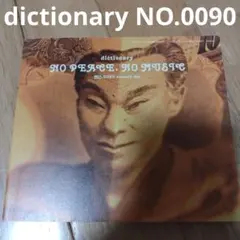 dictionary NO.0090
dictionary
NO PEACE, NO MUSIC